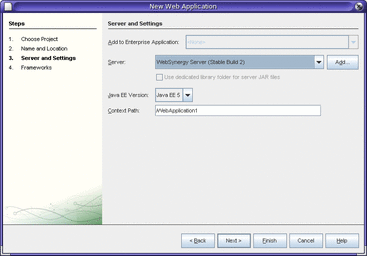 New Web Application
Steps
1. Choose Project
2. Name and Location
3. Server and Settings
4. Frameworks
Server and Settings
Add to Enterprise Application: <None>
Server: WebSynergy Server (Stable Build 2) Add...
Use dedicated library folder for server JAR files
Java EE Version: Java EE 5
Context Path: /WebApplication1
< Back Next > Finish Cancel Help